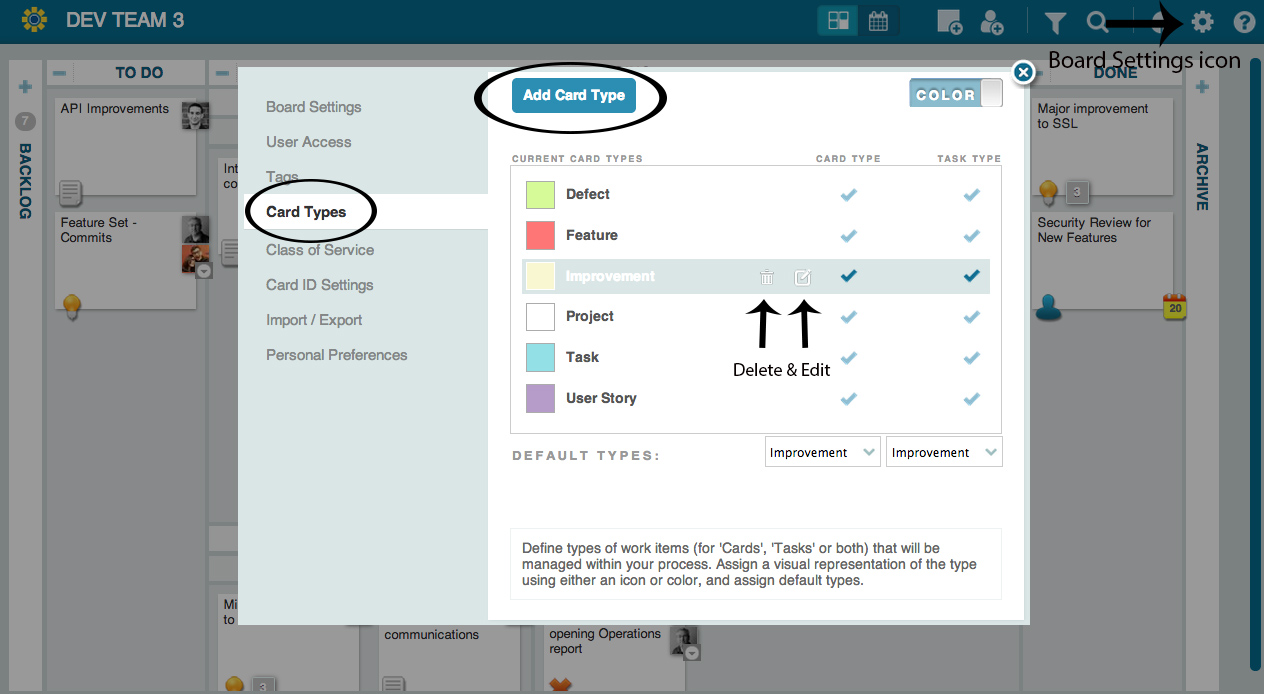 DEV TEAM 3
Board Settings icon
TO DO
DONE
7
BACKLOG
API Improvements
Feature Set -
Commits
Int
co
Mi
to
3
communications
opening Operations
report
Board Settings
User Access
Tags
Card Types
Class of Service
Card ID Settings
Import / Export
Personal Preferences
Add Card Type
COLOR
CURRENT CARD TYPES
CARD TYPE
TASK TYPE
Defect
Feature
Improvement
Project
Delete & Edit
Task
User Story
DEFAULT TYPES:
Improvement
Improvement
Define types of work items (for 'Cards', 'Tasks' or both) that will be
managed within your process. Assign a visual representation of the type
using either an icon or color, and assign default types.
Major improvement
to SSL
3
Security Review for
New Features
20
ARCHIVE